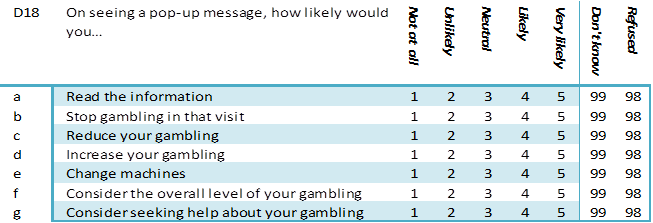 D18 On seeing a pop-up message, how likely would you... Not at all Unlikely Neutral Likely Very likely Don't know Refused
a Read the information 1 2 3 4 5 99 98
b Stop gambling in that visit 1 2 3 4 5 99 98
c Reduce your gambling 1 2 3 4 5 99 98
d Increase your gambling 1 2 3 4 5 99 98
e Change machines 1 2 3 4 5 99 98
f Consider the overall level of your gambling 1 2 3 4 5 99 98
g Consider seeking help about your gambling 1 2 3 4 5 99 98